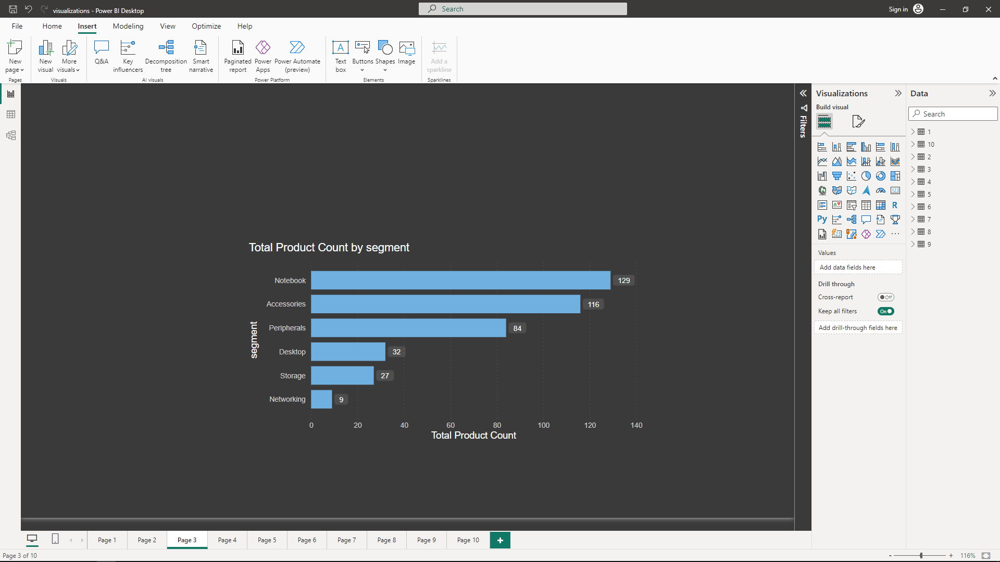 visualizations - Power BI Desktop
Search
Sign in
File
Home
Insert
Modeling
View
Optimize
Help
New page
New visual
More visuals
Q&A
Key influencers
Decomposition tree
Smart narrative
Paginated report
Power Apps
Power Automate (preview)
Text box
Buttons
Shapes
Image
Add a sparkline
Pages
Visuals
AI visuals
Power Platform
Elements
Sparklines
Total Product Count by segment
segment
Notebook
129
Accessories
116
Peripherals
84
Desktop
32
Storage
27
Networking
9
0
20
40
60
80
100
120
140
Total Product Count
Filters
Visualizations
Build visual
123
R
Py
123
Values
Add data fields here
Drill through
Cross-report
Off
Keep all filters
On
Add drill-through fields here
Data
Search
1
10
2
3
4
5
6
7
8
9
Page 1
Page 2
Page 3
Page 4
Page 5
Page 6
Page 7
Page 8
Page 9
Page 10
+
Page 3 of 10
- +
116%